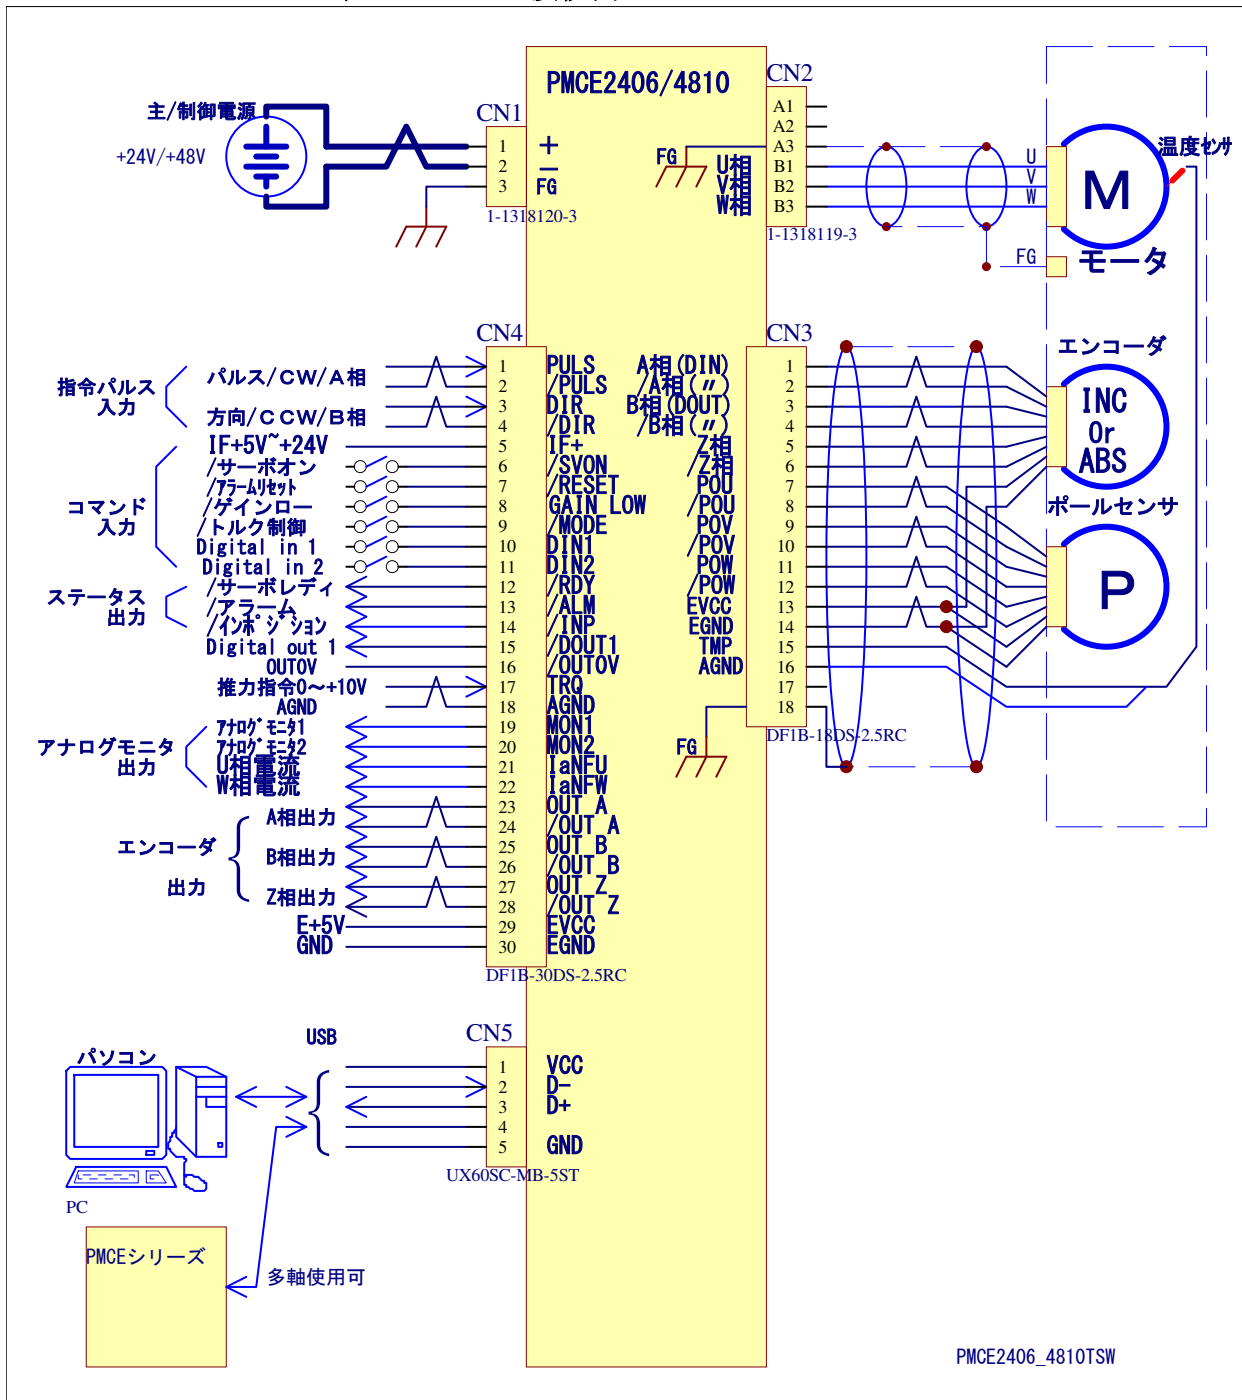 PMCE2406/4810
主/制御電源
+24V/+48V
CN1
1 +
2 −
3 FG
1-1318120-3
CN2
A1
A2
A3
B1
B2
B3
FG
U相
V相
W相
1-1318119-3
U
V
W
FG
M
温度センサ
モータ
CN4
指令パルス
入力
パルス/CW/A相
方向/CCW/B相
コマンド
入力
IF+5V~+24V
/サーボオン
/アラームリセット
/ゲインロー
/トルク制御
Digital in 1
Digital in 2
ステータス
出力
/サーボレディ
/アラーム
/インポジション
Digital out 1
OUT0V
推力指令0～+10V
AGND
アナログモニタ
出力
アナログモニタ1
アナログモニタ2
U相電流
W相電流
エンコーダ
出力
A相出力
B相出力
Z相出力
E+5V
GND
1 PULS
2 /PULS
3 DIR
4 /DIR
5 IF+
6 /SVON
7 /RESET
8 GAIN LOW
9 /MODE
10 DIN1
11 DIN2
12 /RDY
13 /ALM
14 /INP
15 /DOUT1
16 /OUT0V
17 TRQ
18 AGND
19 MON1
20 MON2
21 IaNFU
22 IaNFW
23 OUT_A
24 /OUT_A
25 OUT_B
26 /OUT_B
27 OUT_Z
28 /OUT_Z
29 EVCC
30 EGND
DF1B-30DS-2.5RC
CN3
A相(DIN) 1
/A相(〃) 2
B相(DOUT) 3
/B相(〃) 4
Z相 5
/Z相 6
POU 7
/POU 8
POV 9
/POV 10
POW 11
/POW 12
EVCC 13
EGND 14
TMP 15
AGND 16
17
18
FG
DF1B-18DS-2.5RC
エンコーダ
INC
Or
ABS
ポールセンサ
P
CN5
USB
1 VCC
2 D-
3 D+
4
5 GND
UX60SC-MB-5ST
パソコン
PC
PMCEシリーズ
多軸使用可
PMCE2406_4810TSW